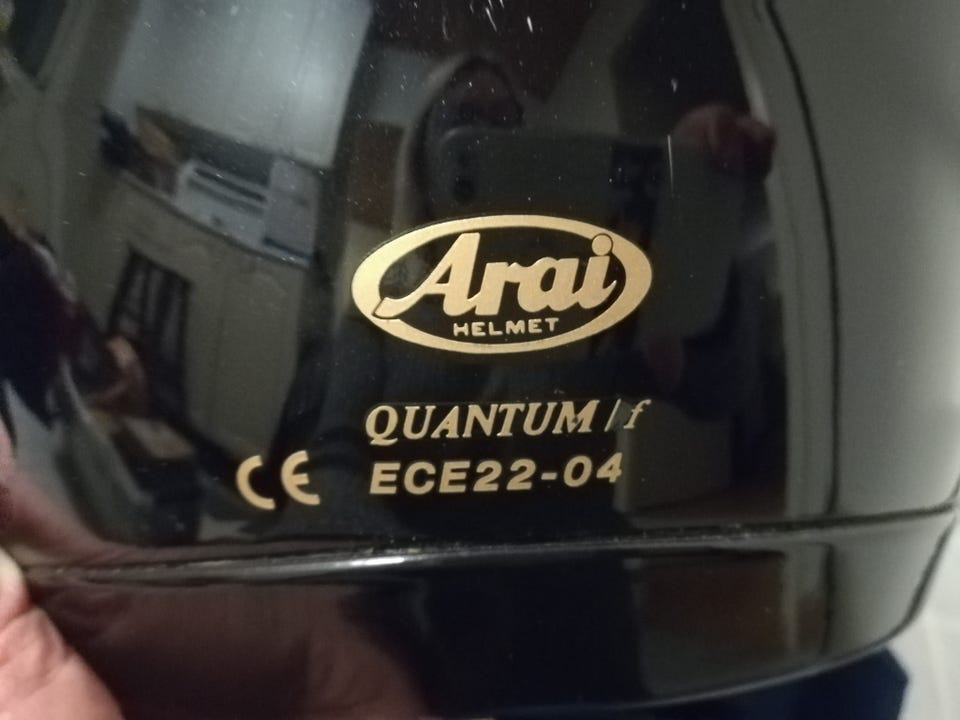 Arai
HELMET
QUANTUM/f
CE ECE22-04